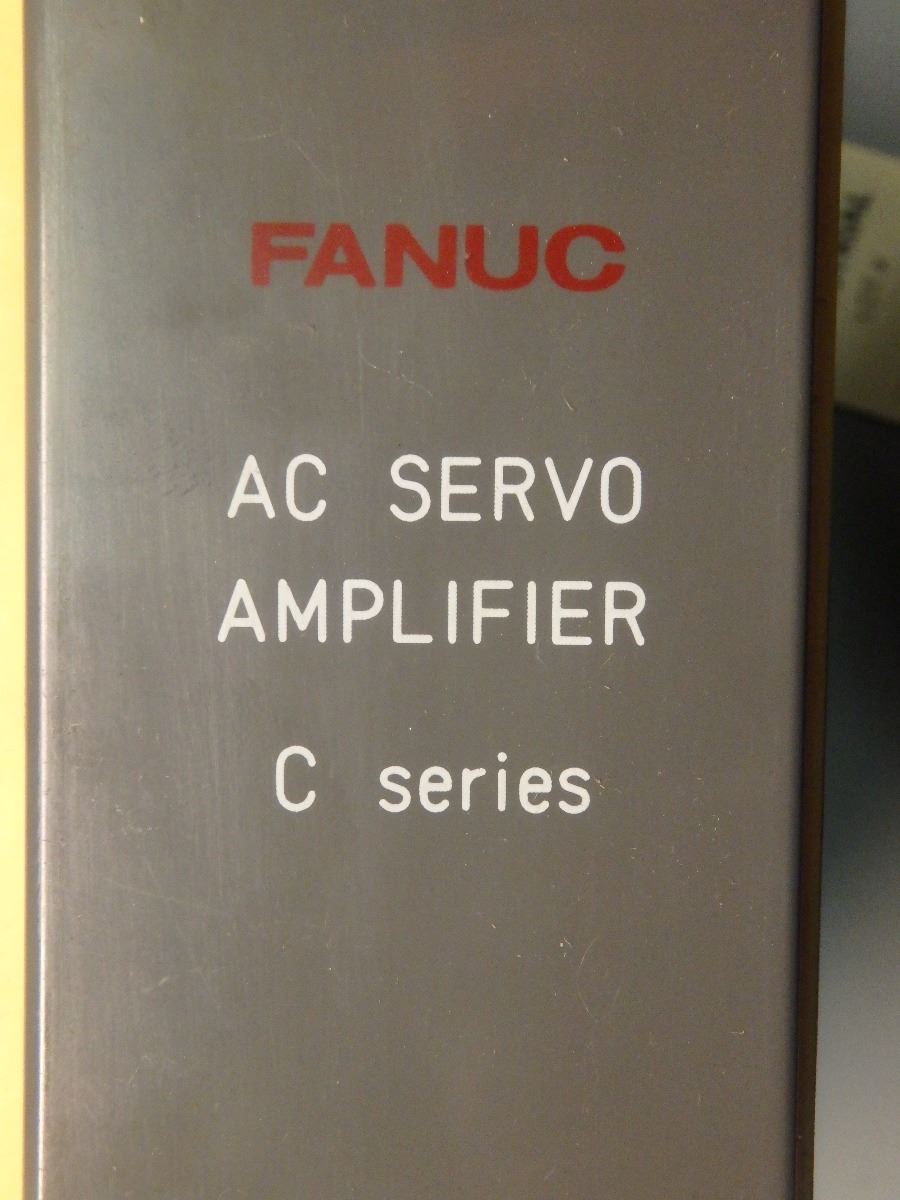 FANUC
AC SERVO
AMPLIFIER
C series